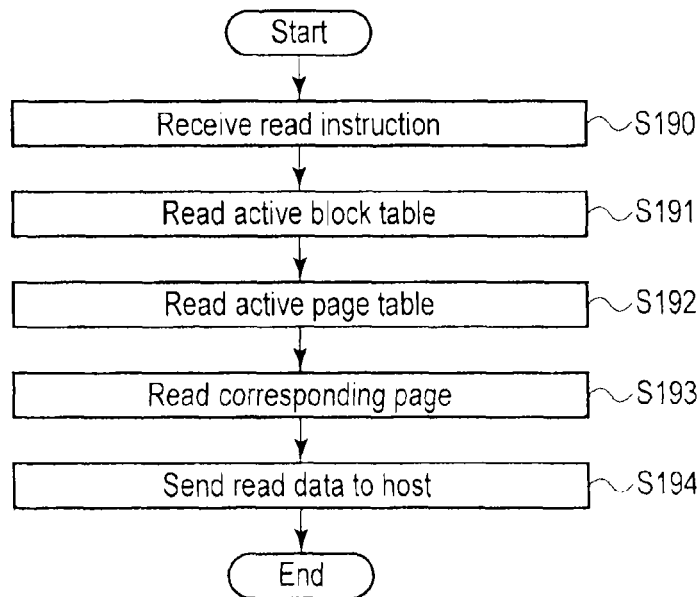 Start
Receive read instruction S190
Read active block table S191
Read active page table S192
Read corresponding page S193
Send read data to host S194
End